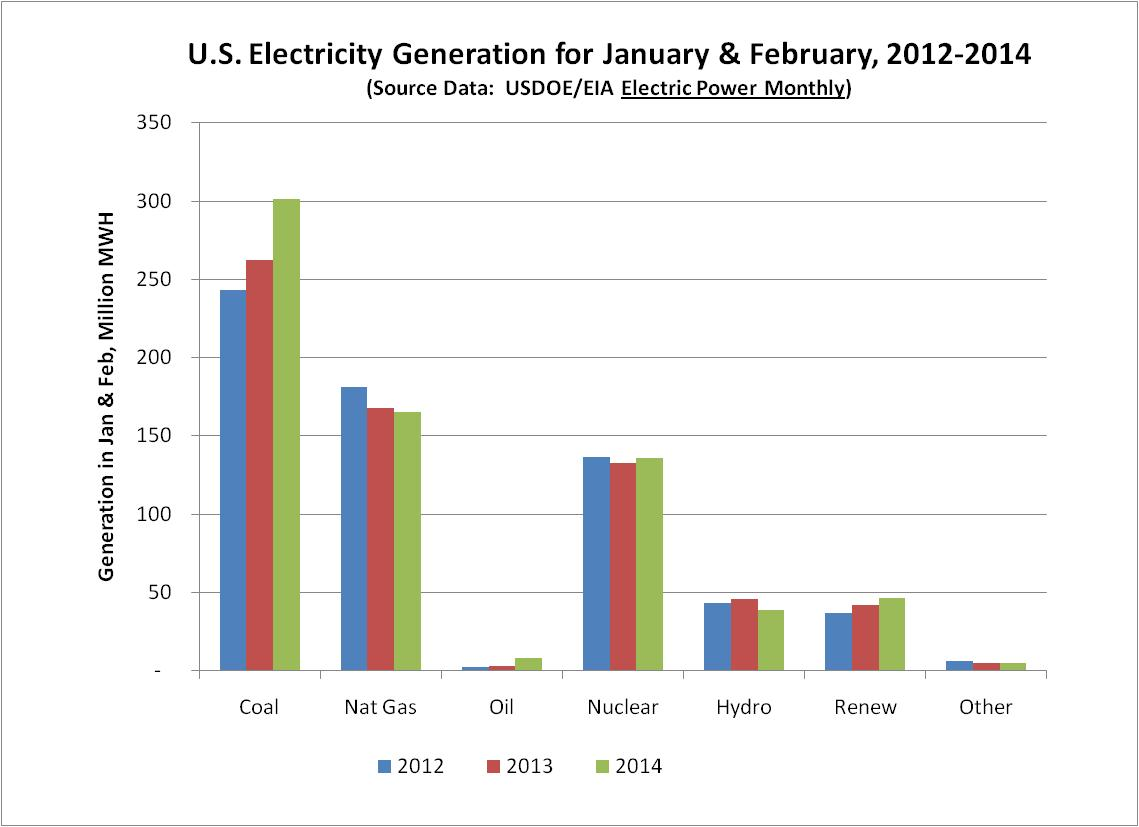 U.S. Electricity Generation for January & February, 2012-2014
(Source Data: USDOE/EIA Electric Power Monthly)
Generation in Jan & Feb, Million MWH
350
300
250
200
150
100
50
-
Coal
Nat Gas
Oil
Nuclear
Hydro
Renew
Other
2012
2013
2014